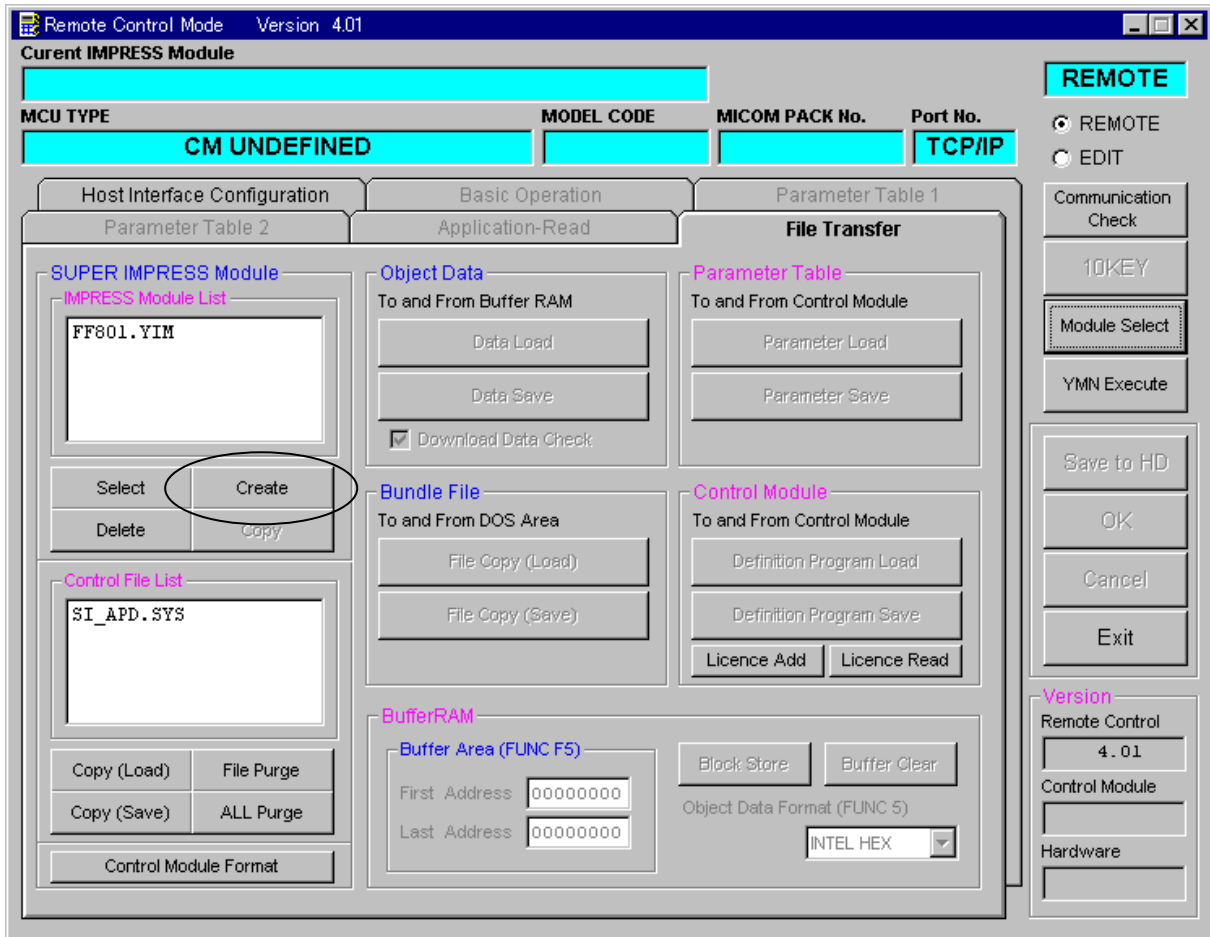 Remote Control Mode Version 4.01
Curent IMPRESS Module
REMOTE
MCU TYPE MODEL CODE MICOM PACK No. Port No.
CM UNDEFINED TCP/IP
REMOTE
EDIT
Host Interface Configuration Basic Operation Parameter Table 1
Parameter Table 2 Application-Read File Transfer
SUPER IMPRESS Module
IMPRESS Module List
FF801.YIM
Select Create
Delete Copy
Control File List
SI_APD.SYS
Copy (Load) File Purge
Copy (Save) ALL Purge
Control Module Format
Object Data
To and From Buffer RAM
Data Load
Data Save
Download Data Check
Bundle File
To and From DOS Area
File Copy (Load)
File Copy (Save)
Parameter Table
To and From Control Module
Parameter Load
Parameter Save
Control Module
To and From Control Module
Definition Program Load
Definition Program Save
Licence Add Licence Read
BufferRAM
Buffer Area (FUNC F5)
First Address 00000000
Last Address 00000000
Block Store Buffer Clear
Object Data Format (FUNC 5)
INTEL HEX
Communication
Check
10KEY
Module Select
YMN Execute
Save to HD
OK
Cancel
Exit
Version
Remote Control
4.01
Control Module
Hardware